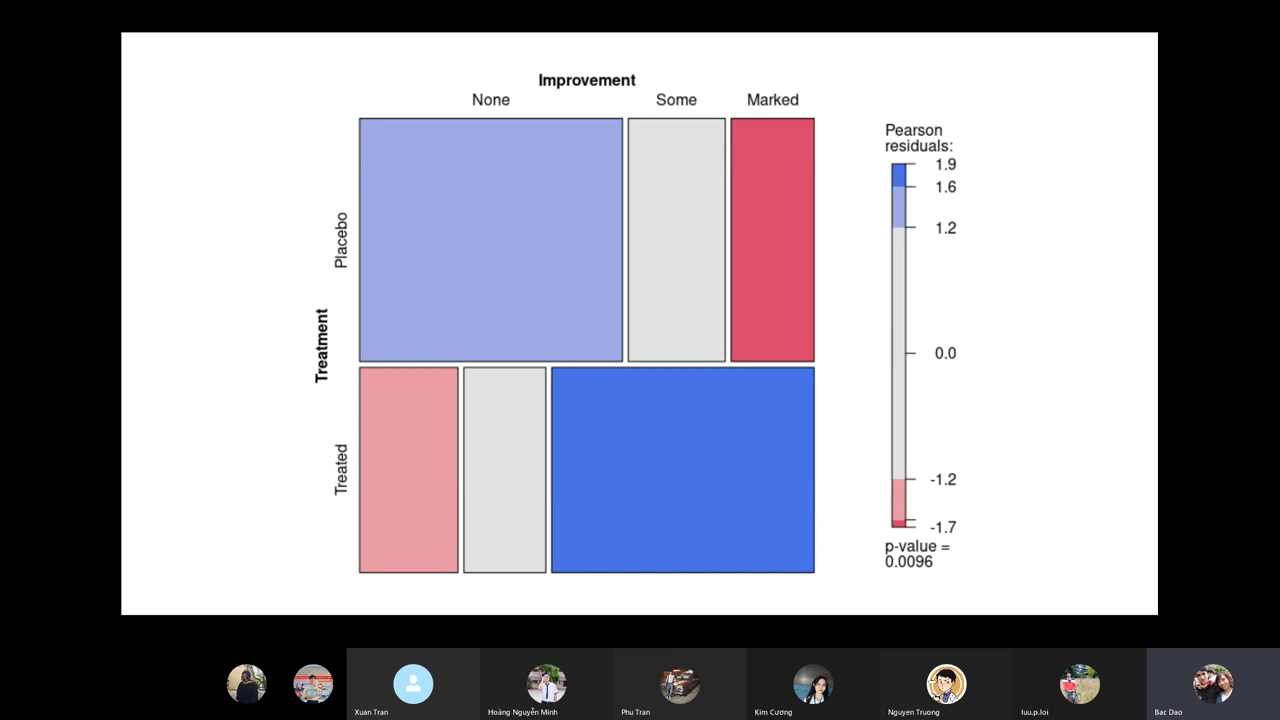 Improvement
None Some Marked
Treatment
Placebo
Treated
Pearson
residuals:
1.9
1.6
1.2
0.0
-1.2
-1.7
p-value =
0.0096
Xuan Tran
Hoàng Nguyễn Minh
Phu Tran
Kim Cương
Nguyen Truong
luu.p.loi
Bac Dao